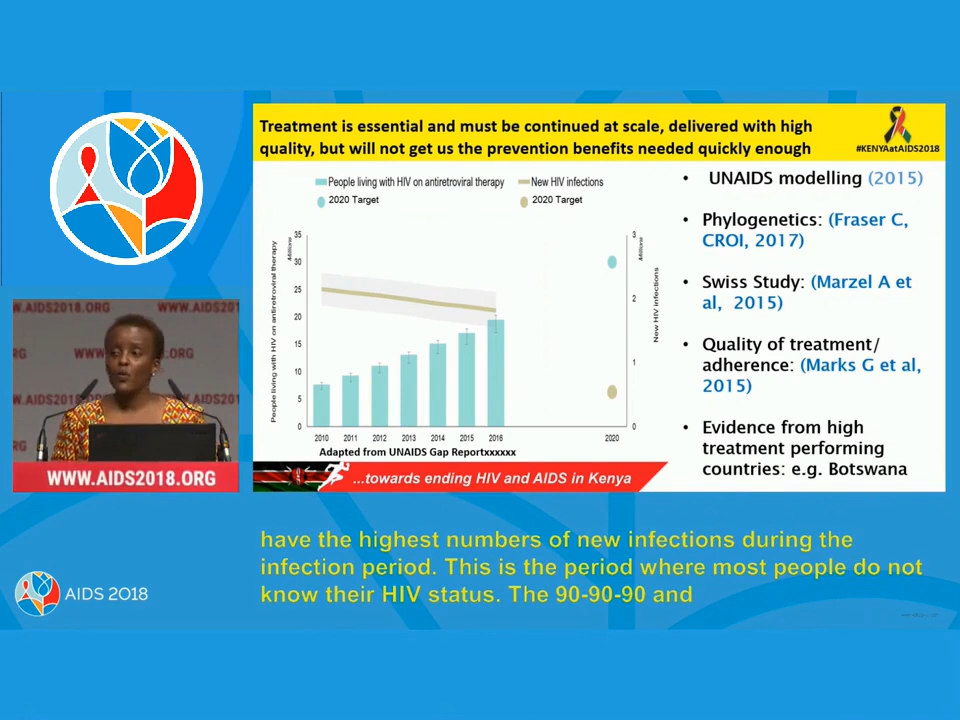 Treatment is essential and must be continued at scale, delivered with high
quality, but will not get us the prevention benefits needed quickly enough
#KENYAatAIDS2018
People living with HIV on antiretroviral therapy
New HIV infections
2020 Target
2020 Target
People living with HIV on antiretroviral therapy
Millions
35
30
25
20
15
10
5
0
2010 2011 2012 2013 2014 2015 2016 2020
3
2
1
0
Millions
New HIV infections
Adapted from UNAIDS Gap Reportxxxxxx
...towards ending HIV and AIDS in Kenya
• UNAIDS modelling (2015)
• Phylogenetics: (Fraser C,
CROI, 2017)
• Swiss Study: (Marzel A et
al, 2015)
• Quality of treatment/
adherence: (Marks G et al,
2015)
• Evidence from high
treatment performing
countries: e.g. Botswana
W.AIDS2018.ORG
WWW.AIDS201
RG
WWW
.ORG
W.AIDS20
AIDS2018.ORG
RG
WWW.AIDS2018.ORG
have the highest numbers of new infections during the
infection period. This is the period where most people do not
know their HIV status. The 90-90-90 and
AIDS 2018